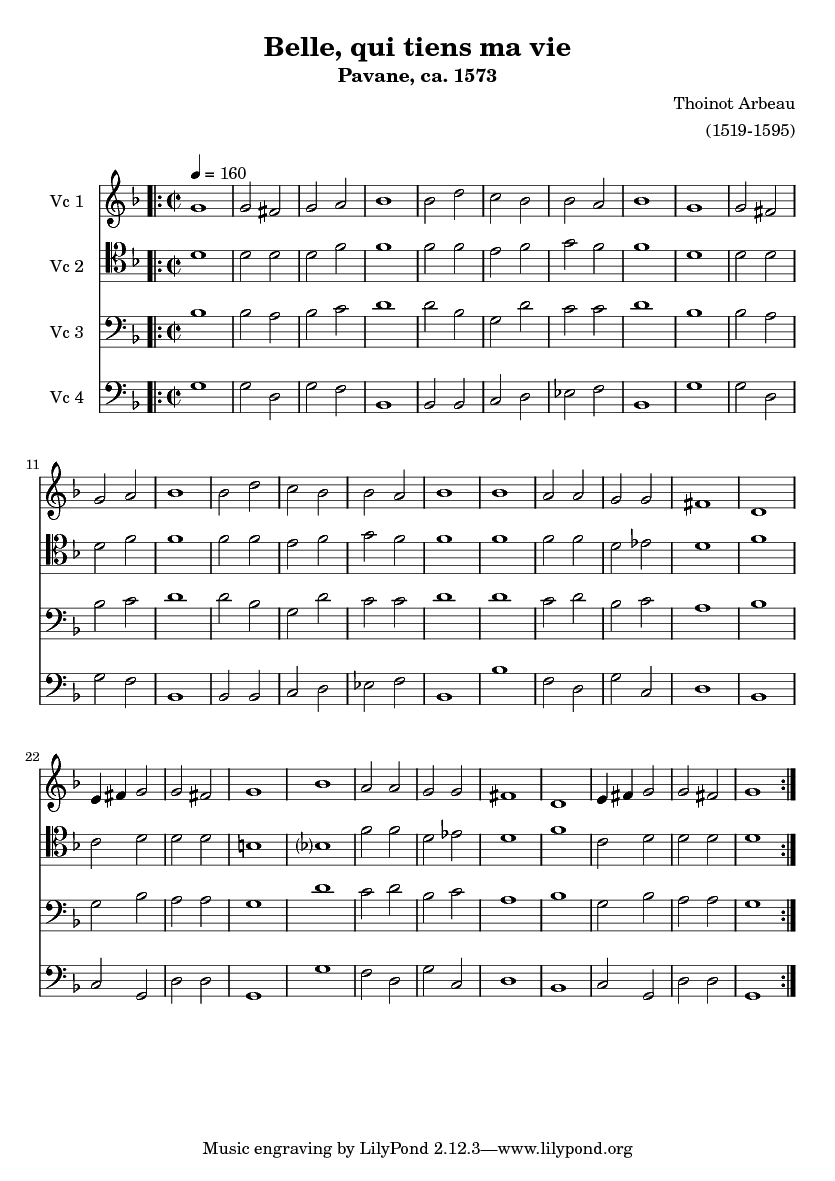 Belle, qui tiens ma vie
Pavane, ca. 1573
Thoinot Arbeau
(1519-1595)
= 160
Vc 1
Vc 2
Vc 3
Vc 4
11
22
Music engraving by LilyPond 2.12.3—www.lilypond.org